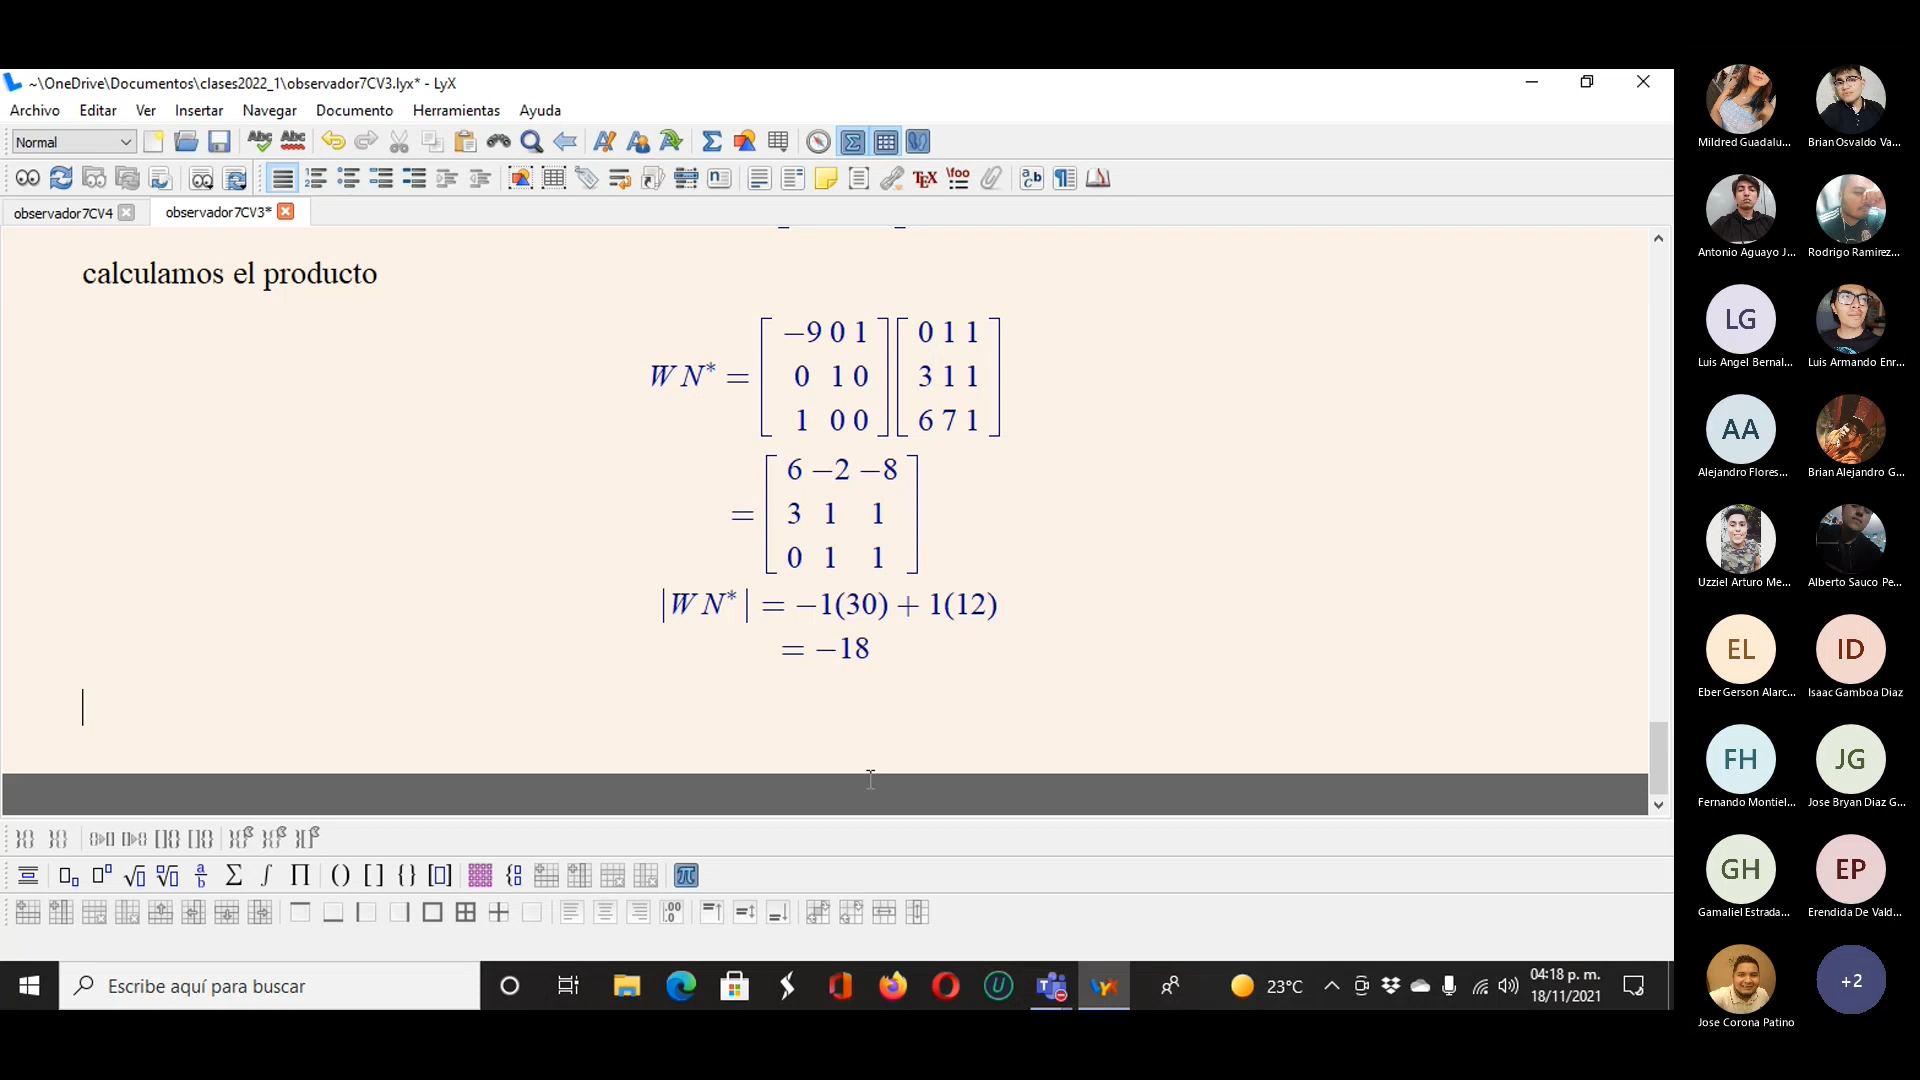 ~\OneDrive\Documentos\clases2022_1\observador7CV3.lyx* - LyX
Archivo Editar Ver Insertar Navegar Documento Herramientas Ayuda
Normal
observador7CV4 observador7CV3*
calculamos el producto
WN* = [ −9 0 1 ] [ 0 1 1 ]
[ 0 1 0 ] [ 3 1 1 ]
[ 1 0 0 ] [ 6 7 1 ]
= [ 6 −2 −8 ]
[ 3 1 1 ]
[ 0 1 1 ]
|WN*| = −1(30) + 1(12)
= −18
Escribe aquí para buscar
23°C
04:18 p. m.
18/11/2021
Mildred Guadalu... Brian Osvaldo Va...
Antonio Aguayo J... Rodrigo Ramirez...
LG
Luis Angel Bernal... Luis Armando Enr...
AA
Alejandro Flores... Brian Alejandro G...
Uzziel Arturo Me... Alberto Sauco Pe...
EL ID
Eber Gerson Alarc... Isaac Gamboa Diaz
FH JG
Fernando Montiel... Jose Bryan Diaz G...
GH EP
Gamaliel Estrada... Erendida De Vald...
+2
Jose Corona Patino